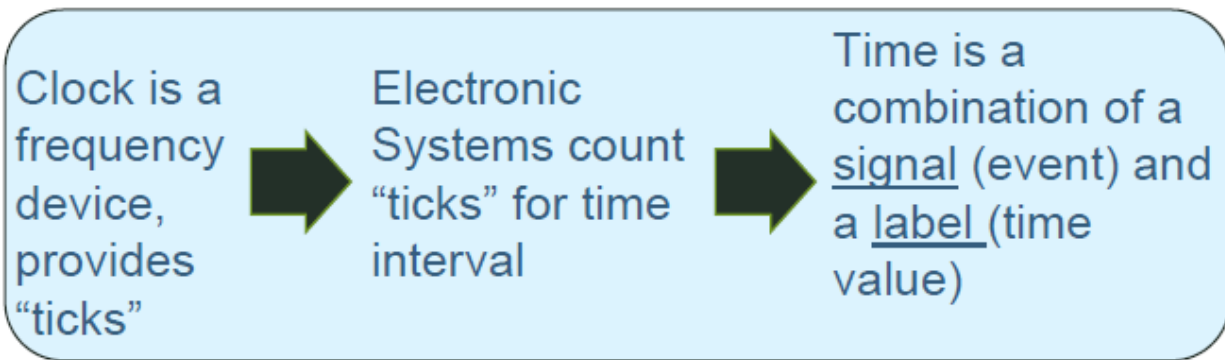 Clock is a
frequency
device,
provides
“ticks”
Electronic
Systems count
“ticks” for time
interval
Time is a
combination of a
signal (event) and
a label (time
value)